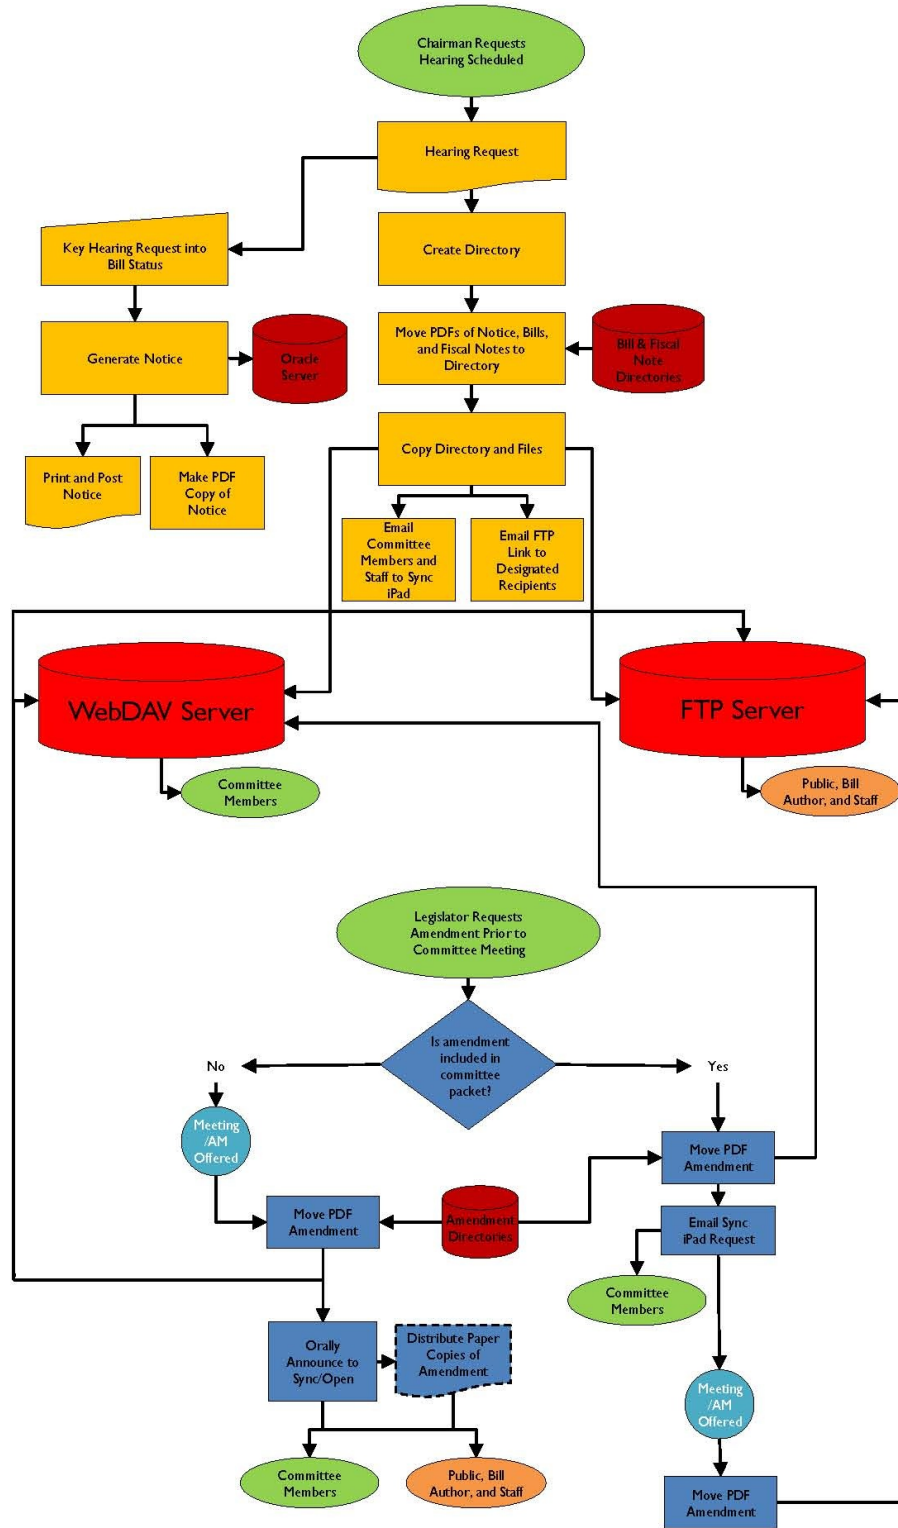 Chairman Requests
Hearing Scheduled
Hearing Request
Key Hearing Request into
Bill Status
Create Directory
Generate Notice
Oracle
Server
Move PDFs of Notice, Bills,
and Fiscal Notes to
Directory
Bill & Fiscal
Note
Directories
Print and Post
Notice
Make PDF
Copy of
Notice
Copy Directory and Files
Email
Committee
Members and
Staff to Sync
iPad
Email FTP
Link to
Designated
Recipients
WebDAV Server
FTP Server
Committee
Members
Public, Bill
Author, and Staff
Legislator Requests
Amendment Prior to
Committee Meeting
Is amendment
included in
committee
packet?
No
Yes
Meeting
/AM
Offered
Move PDF
Amendment
Move PDF
Amendment
Amendment
Directories
Email Sync
iPad Request
Committee
Members
Orally
Announce to
Sync/Open
Distribute Paper
Copies of
Amendment
Meeting
/AM
Offered
Committee
Members
Public, Bill
Author, and Staff
Move PDF
Amendment